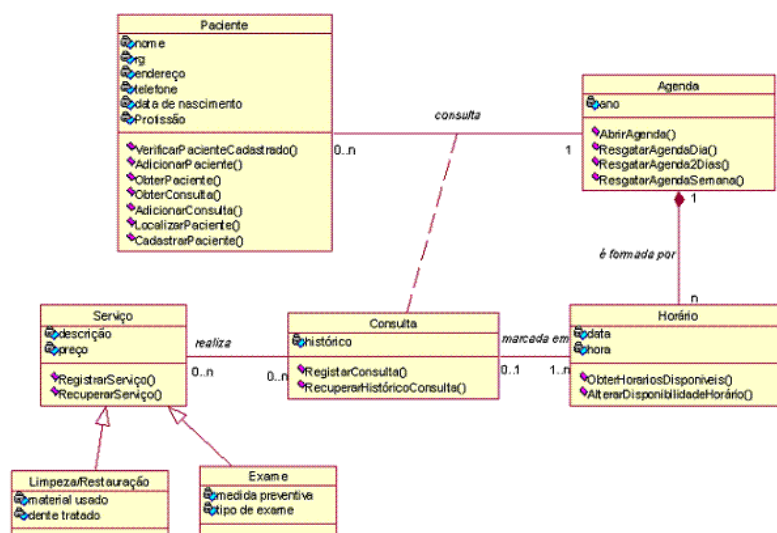 Paciente
nome
rg
endereço
telefone
data de nascimento
Profissão
VerificarPacienteCadastrado()
AdicionarPaciente()
ObterPaciente()
ObterConsulta()
AdicionarConsulta()
LocalizarPaciente()
CadastrarPaciente()
consulta
0..n
1
Agenda
ano
AbrirAgenda()
ResgatarAgendaDia()
ResgatarAgenda2Dias()
ResgatarAgendaSemana()
1
é formada por
n
Serviço
descrição
preço
RegistrarServiço()
RecuperarServiço()
realiza
0..n
0..n
Consulta
histórico
RegistarConsulta()
RecuperarHistóricoConsulta()
marcada em
0..1
1..n
Horário
data
hora
ObterHorariosDisponiveis()
AlterarDisponibilidadeHorário()
Limpeza/Restauração
material usado
dente tratado
Exame
medida preventiva
tipo de exame